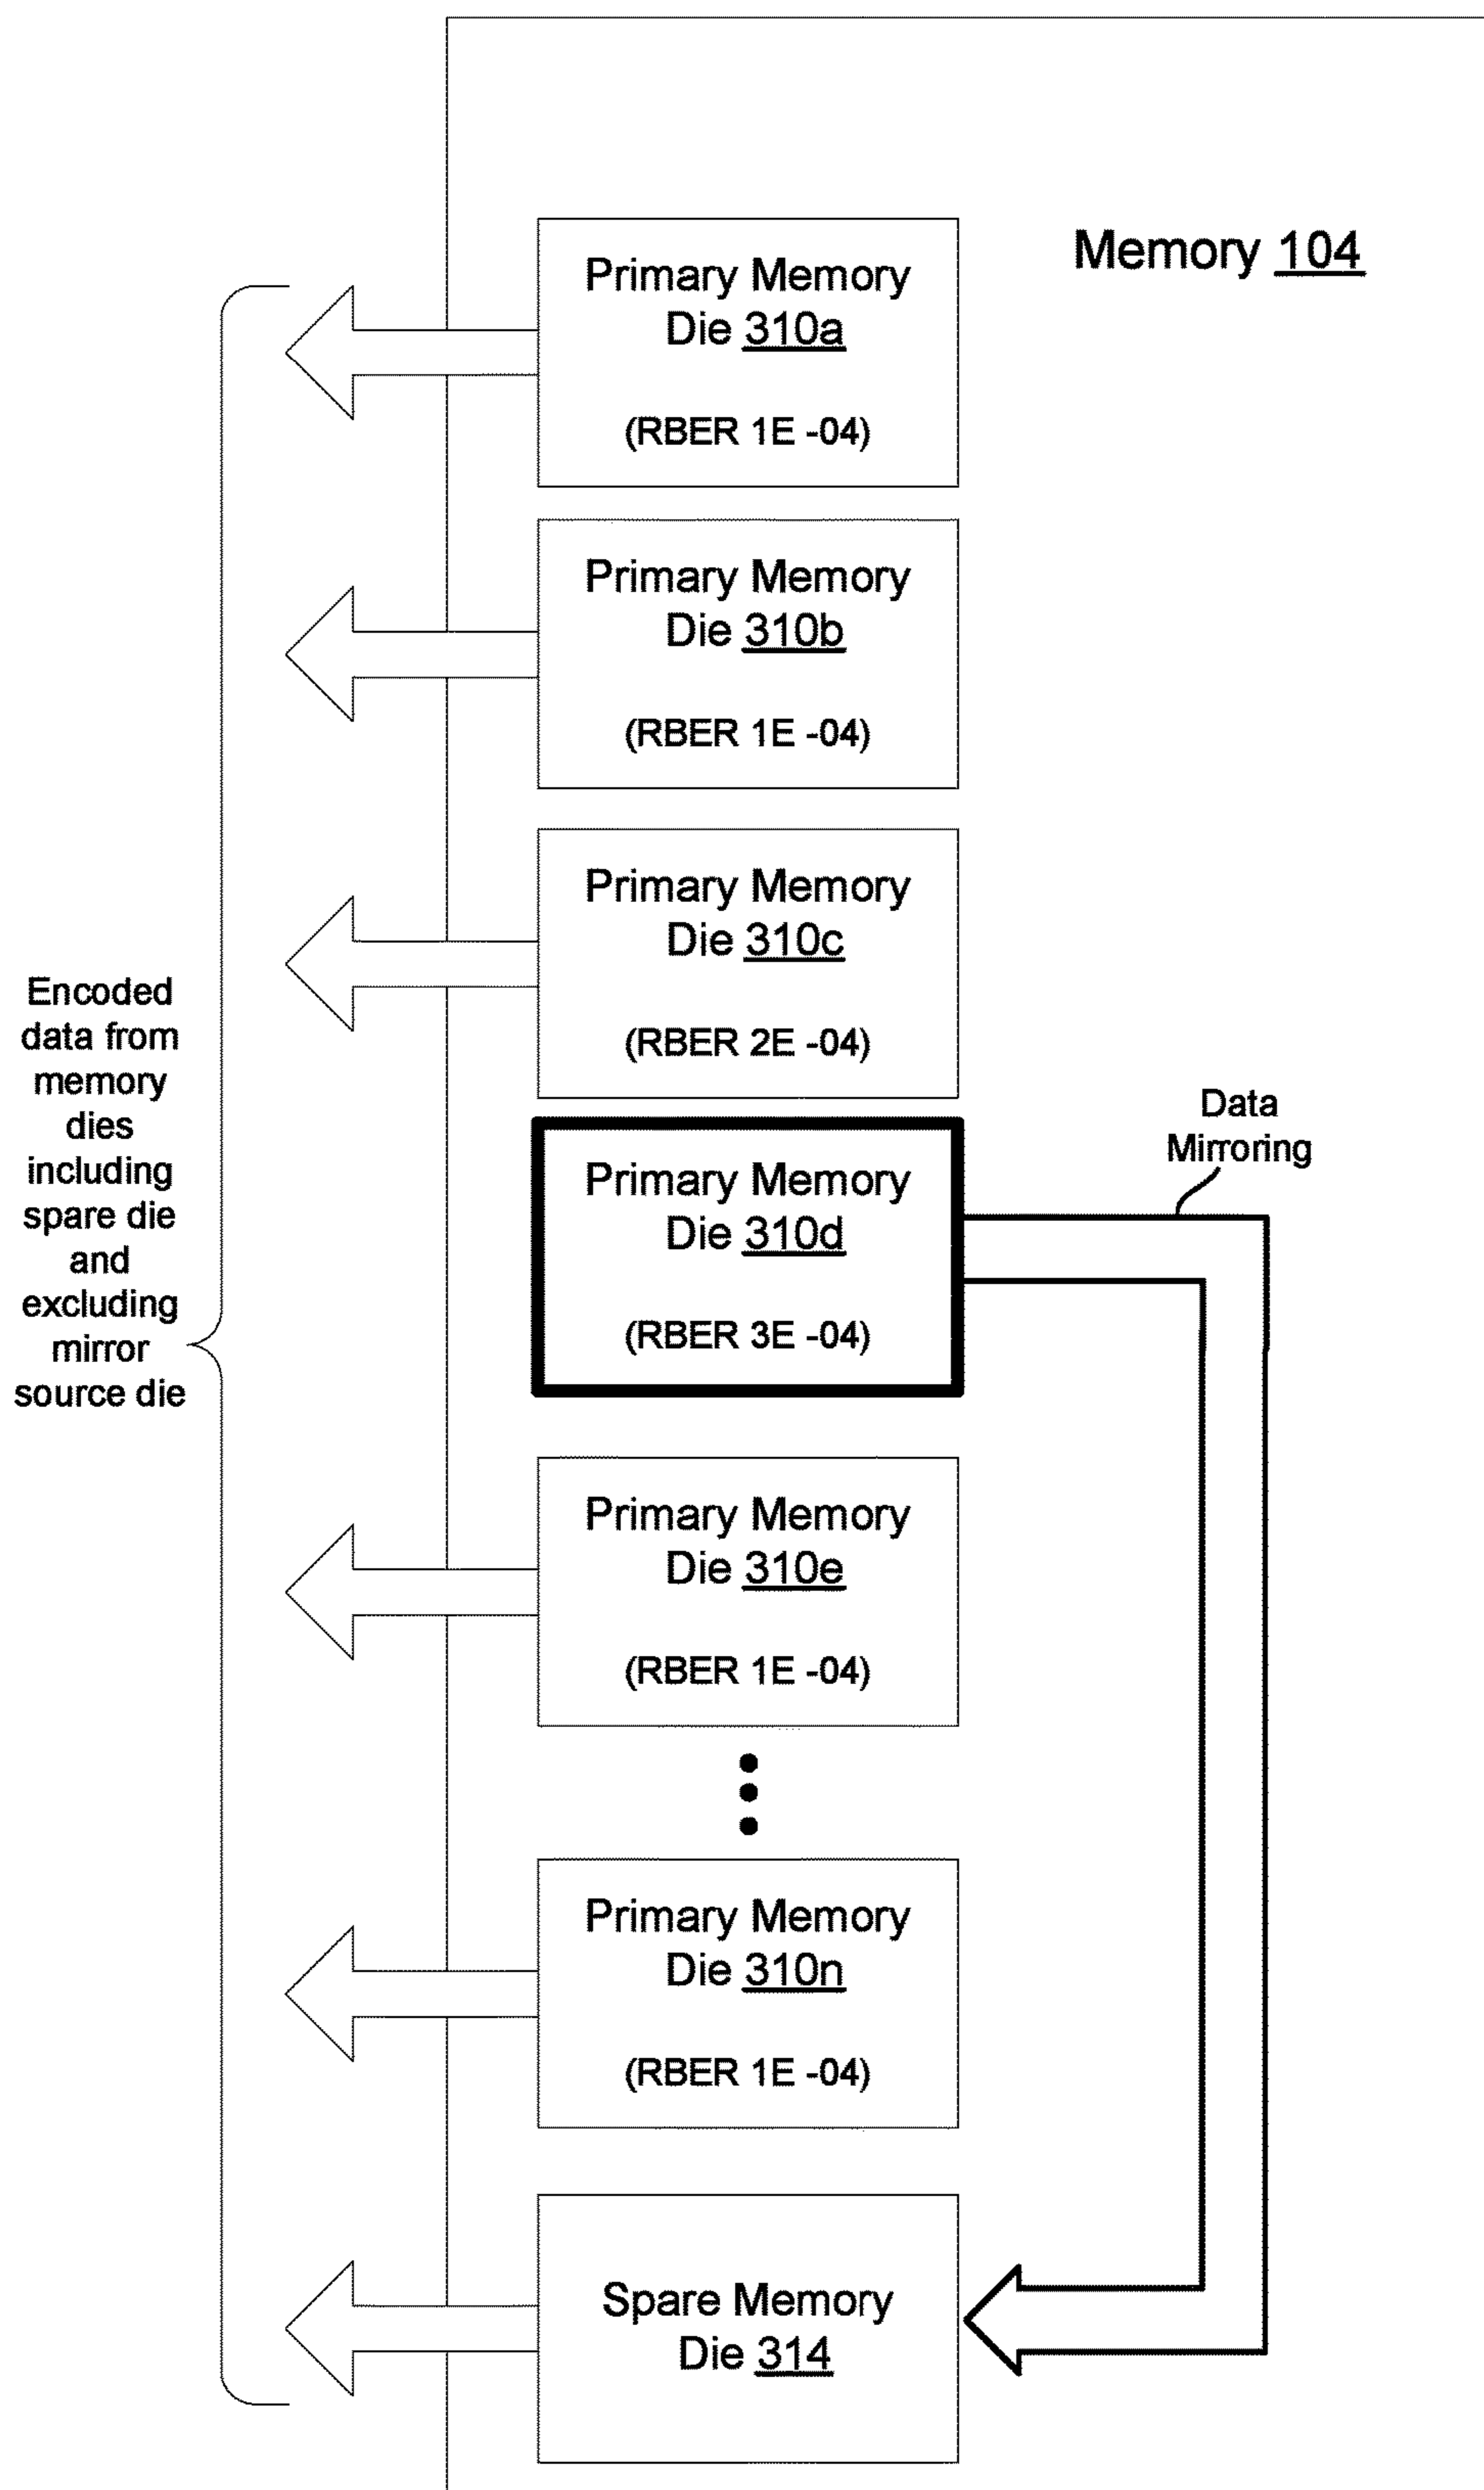 Memory 104
Primary Memory
Die 310a
(RBER 1E -04)
Primary Memory
Die 310b
(RBER 1E -04)
Primary Memory
Die 310c
(RBER 2E -04)
Encoded
data from
memory
dies
including
spare die
and
excluding
mirror
source die
Data
Mirroring
Primary Memory
Die 310d
(RBER 3E -04)
Primary Memory
Die 310e
(RBER 1E -04)
Primary Memory
Die 310n
(RBER 1E -04)
Spare Memory
Die 314